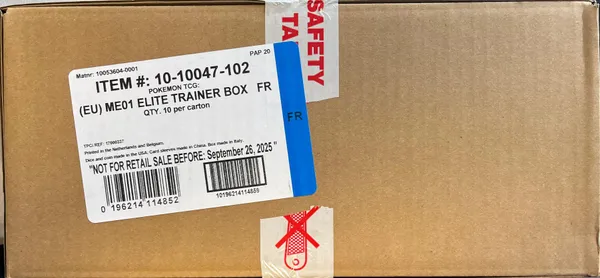 SAFETY
TA
PAP 20
Matnr: 10053604-0001
ITEM #: 10-10047-102
POKEMON TCG:
(EU) ME01 ELITE TRAINER BOX FR
QTY. 10 per carton
FR
Printed in the Netherlands and Belgium.
Dice and coin made in the USA. Card sleeves made in China. Box made in Italy.
"NOT FOR RETAIL SALE BEFORE: September 26, 2025"
0 196214 114852
10196214114859